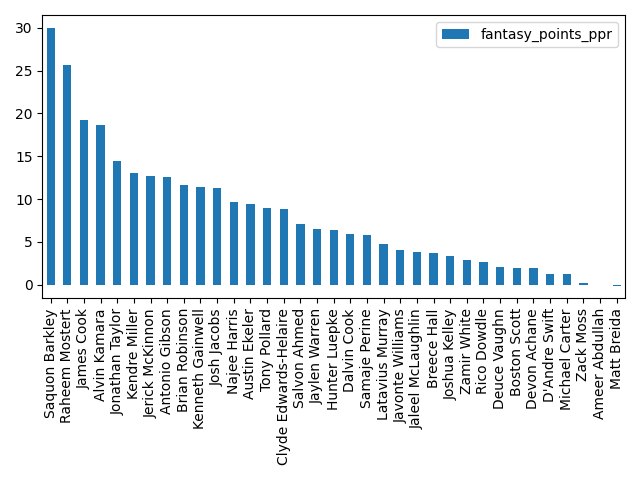 fantasy_points_ppr
30
25
20
15
10
5
0
Saquon Barkley
Raheem Mostert
James Cook
Alvin Kamara
Jonathan Taylor
Kendre Miller
Jerick McKinnon
Antonio Gibson
Brian Robinson
Kenneth Gainwell
Josh Jacobs
Najee Harris
Austin Ekeler
Tony Pollard
Clyde Edwards-Helaire
Salvon Ahmed
Jaylen Warren
Hunter Luepke
Dalvin Cook
Samaje Perine
Latavius Murray
Javonte Williams
Jaleel McLaughlin
Breece Hall
Joshua Kelley
Zamir White
Rico Dowdle
Deuce Vaughn
Boston Scott
Devon Achane
D'Andre Swift
Michael Carter
Zack Moss
Ameer Abdullah
Matt Breida